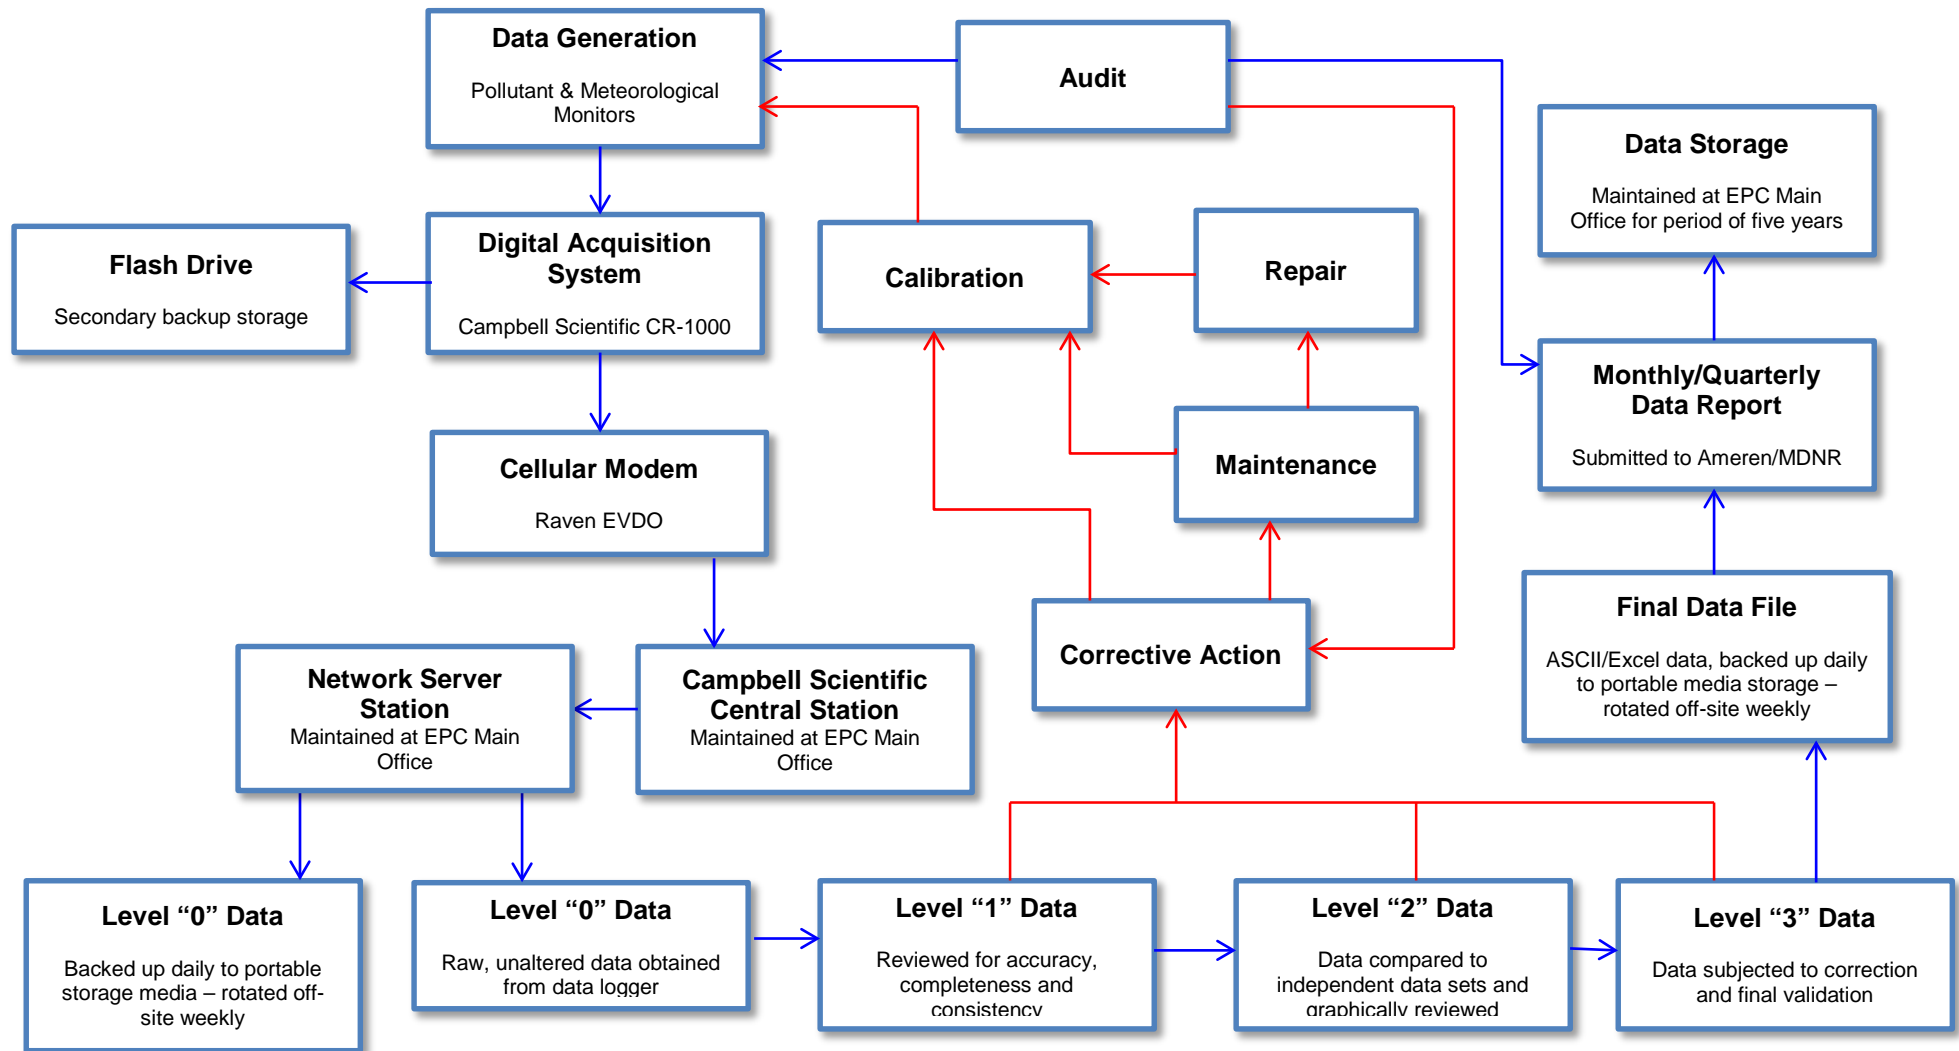 Data Generation
Pollutant & Meteorological
Monitors
Audit
Data Storage
Maintained at EPC Main
Office for period of five years
Flash Drive
Secondary backup storage
Digital Acquisition
System
Campbell Scientific CR-1000
Calibration
Repair
Monthly/Quarterly
Data Report
Submitted to Ameren/MDNR
Cellular Modem
Raven EVDO
Maintenance
Final Data File
ASCII/Excel data, backed up daily
to portable media storage –
rotated off-site weekly
Corrective Action
Network Server
Station
Maintained at EPC Main
Office
Campbell Scientific
Central Station
Maintained at EPC Main
Office
Level “0” Data
Backed up daily to portable
storage media – rotated off-
site weekly
Level “0” Data
Raw, unaltered data obtained
from data logger
Level “1” Data
Reviewed for accuracy,
completeness and
consistency
Level “2” Data
Data compared to
independent data sets and
graphically reviewed
Level “3” Data
Data subjected to correction
and final validation